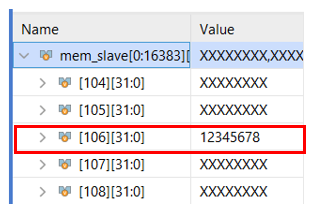 Name Value
mem_slave[0:16383][ XXXXXXXX,XXXX
[104][31:0] XXXXXXXX
[105][31:0] XXXXXXXX
[106][31:0] 12345678
[107][31:0] XXXXXXXX
[108][31:0] XXXXXXXX